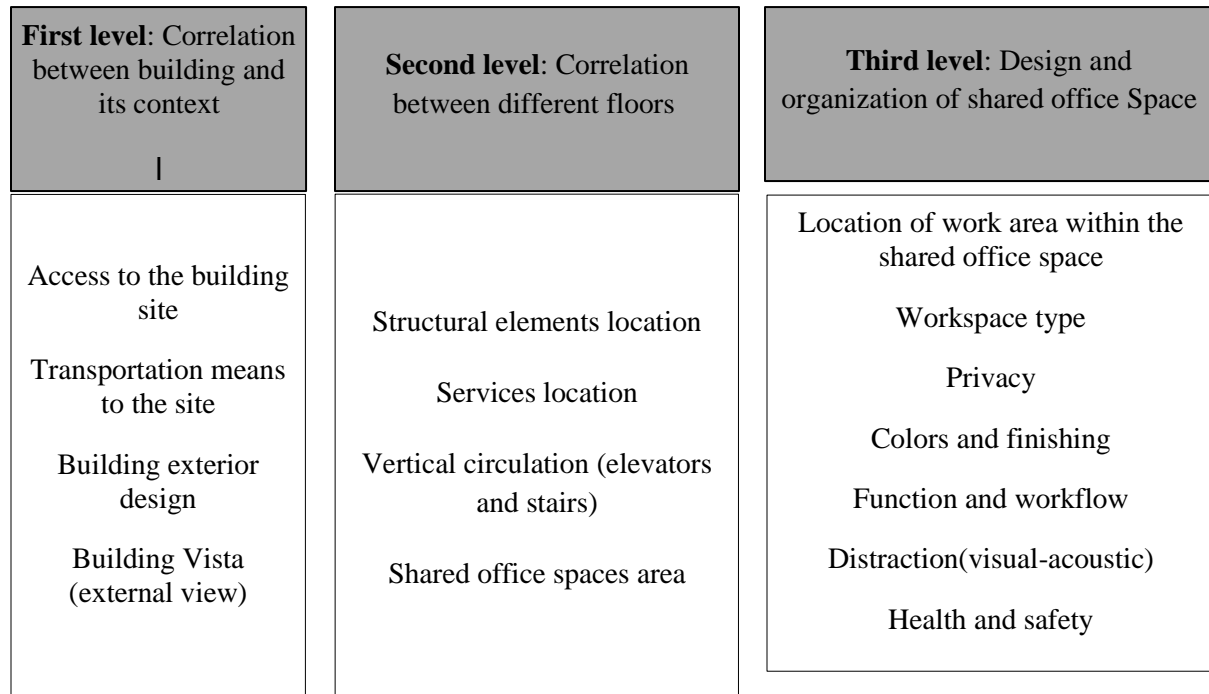 First level: Correlation
between building and
its context
|
Access to the building
site
Transportation means
to the site
Building exterior
design
Building Vista
(external view)
Second level: Correlation
between different floors
Structural elements location
Services location
Vertical circulation (elevators
and stairs)
Shared office spaces area
Third level: Design and
organization of shared office Space
Location of work area within the
shared office space
Workspace type
Privacy
Colors and finishing
Function and workflow
Distraction(visual-acoustic)
Health and safety